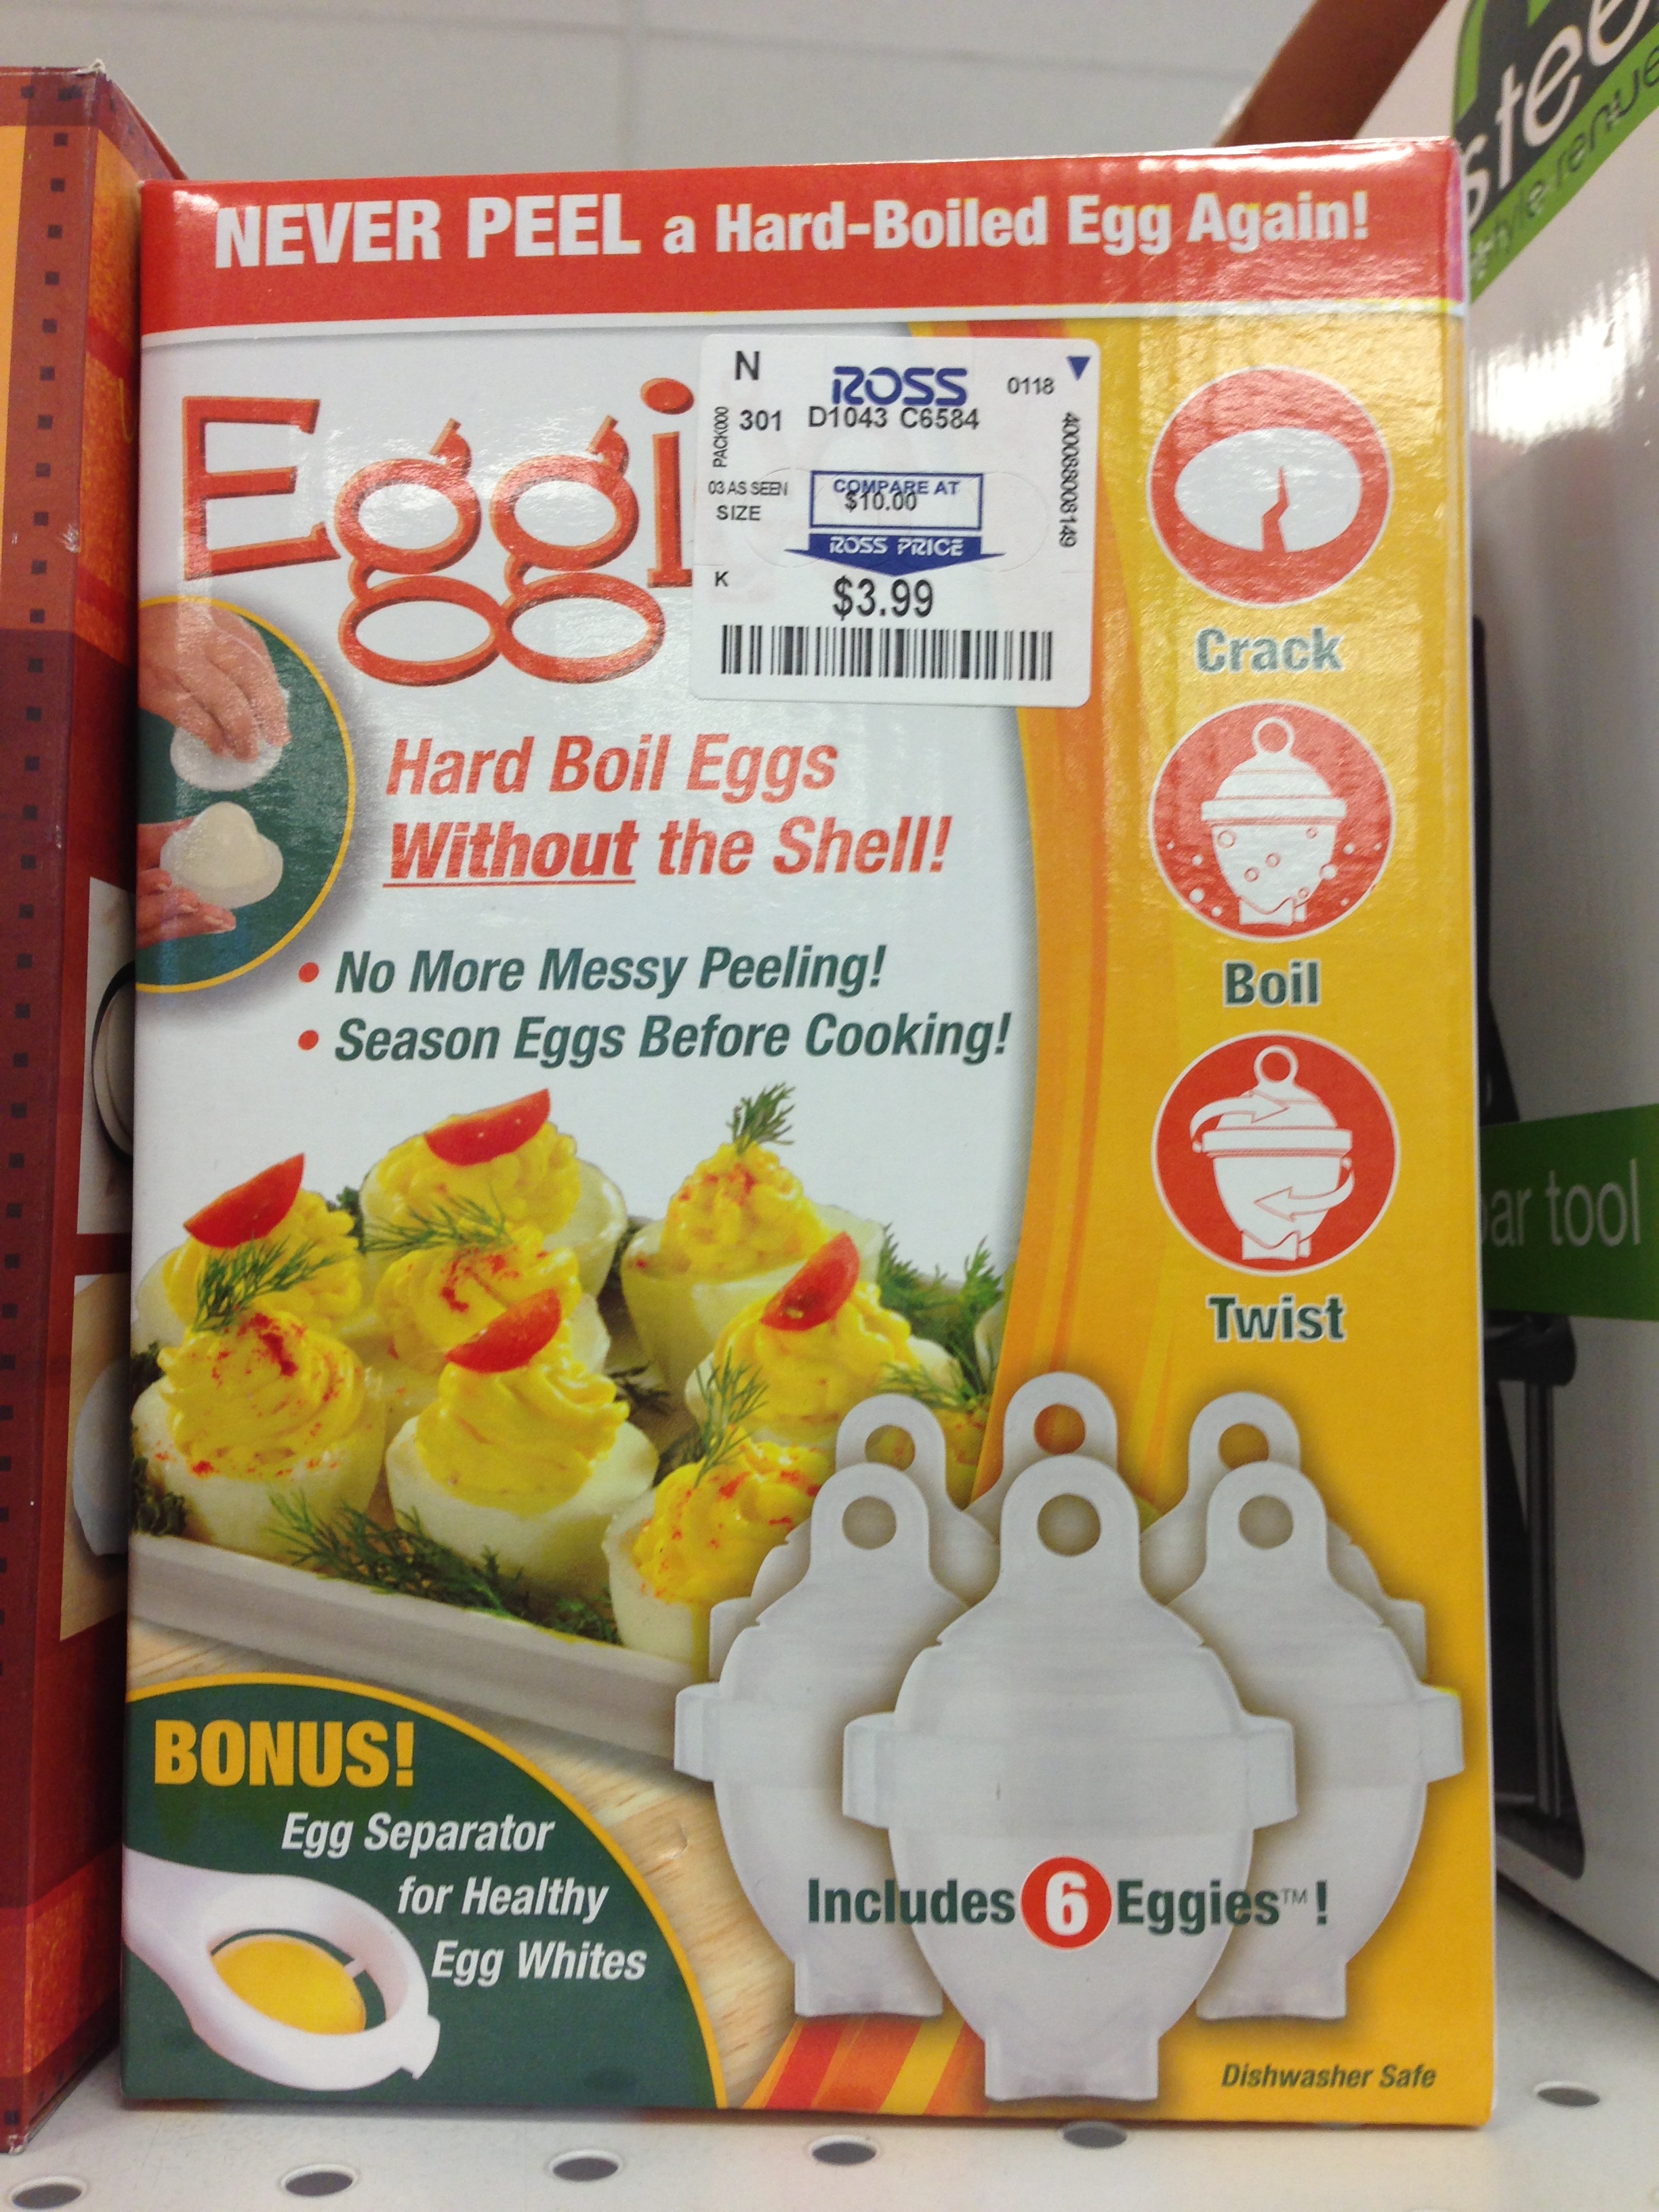 NEVER PEEL a Hard-Boiled Egg Again!
Eggi
N
ROSS
0118
301 D1043 C6584
PACK000
400088008149
03 AS SEEN
SIZE
COMPARE AT
$10.00
ROSS PRICE
K
$3.99
Hard Boil Eggs
Without the Shell!
• No More Messy Peeling!
• Season Eggs Before Cooking!
Crack
Boil
Twist
BONUS!
Egg Separator
for Healthy
Egg Whites
Includes 6 Eggies™!
Dishwasher Safe
bar tool